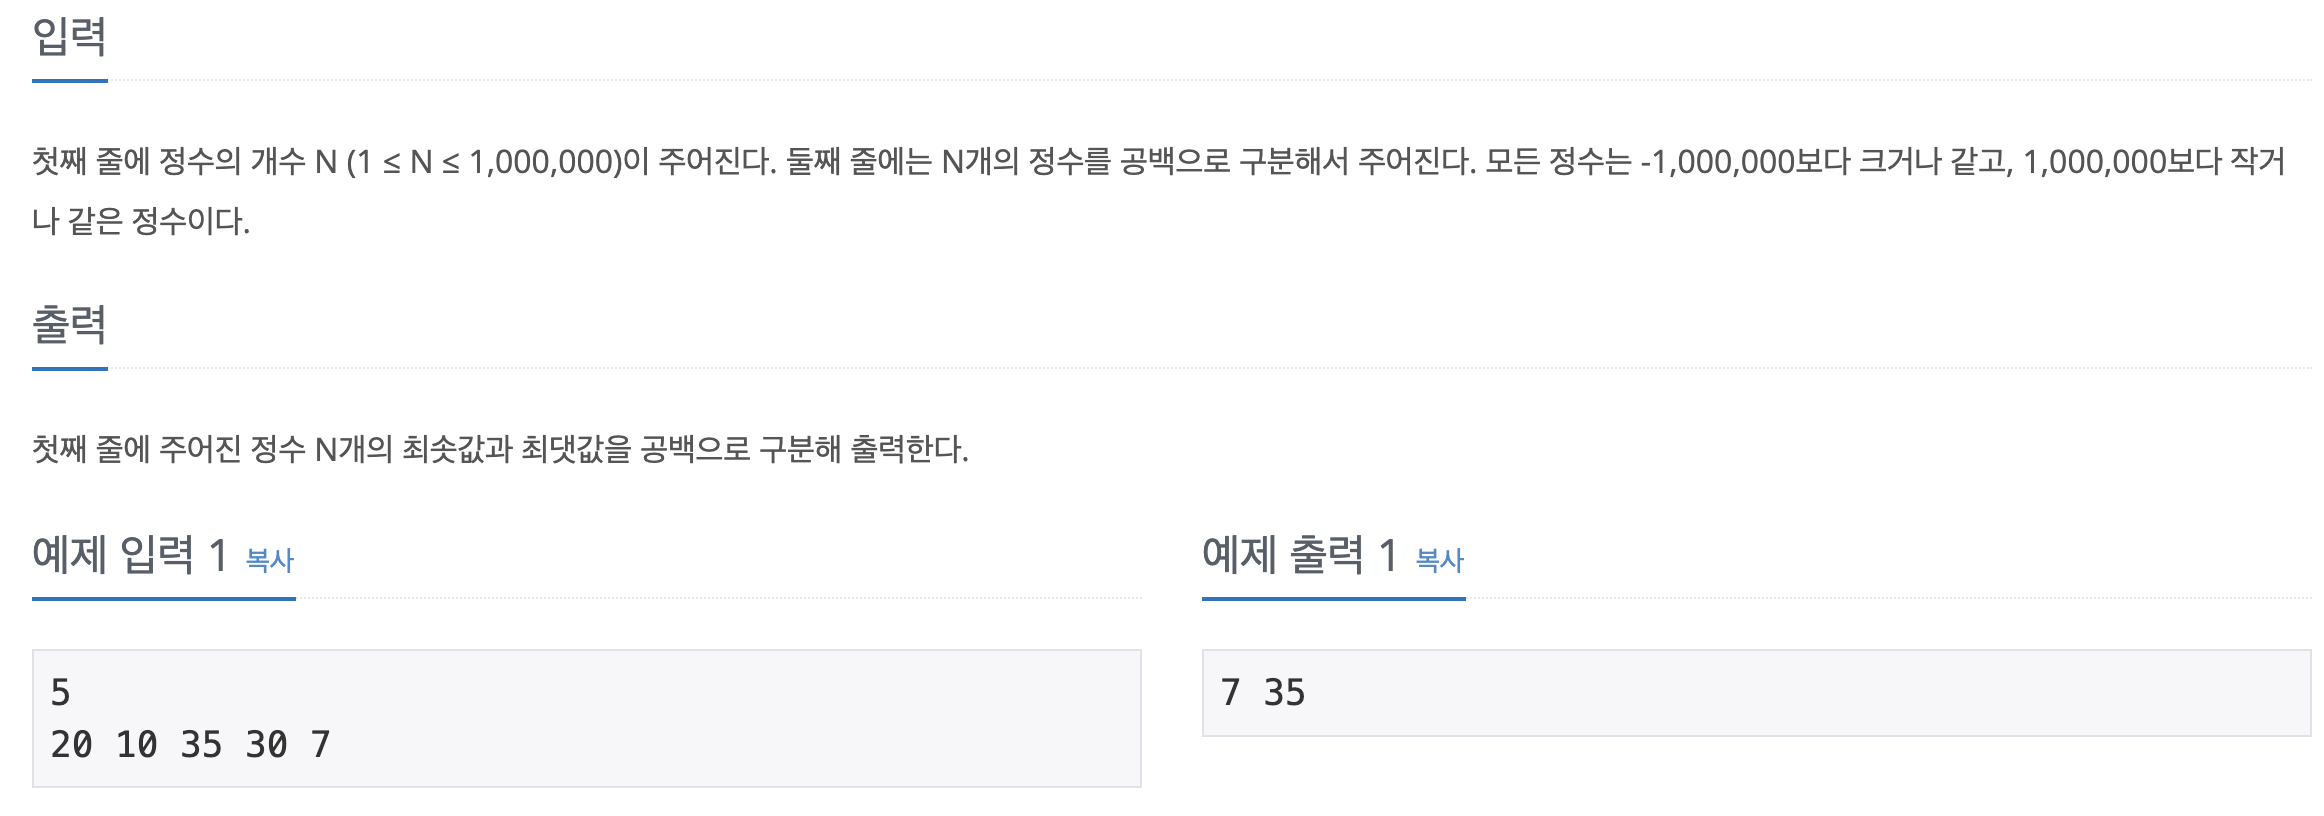 입력
첫째 줄에 정수의 개수 N (1 ≤ N ≤ 1,000,000)이 주어진다. 둘째 줄에는 N개의 정수를 공백으로 구분해서 주어진다. 모든 정수는 -1,000,000보다 크거나 같고, 1,000,000보다 작거
나 같은 정수이다.
출력
첫째 줄에 주어진 정수 N개의 최솟값과 최댓값을 공백으로 구분해 출력한다.
예제 입력 1 복사
5
20 10 35 30 7
예제 출력 1 복사
7 35